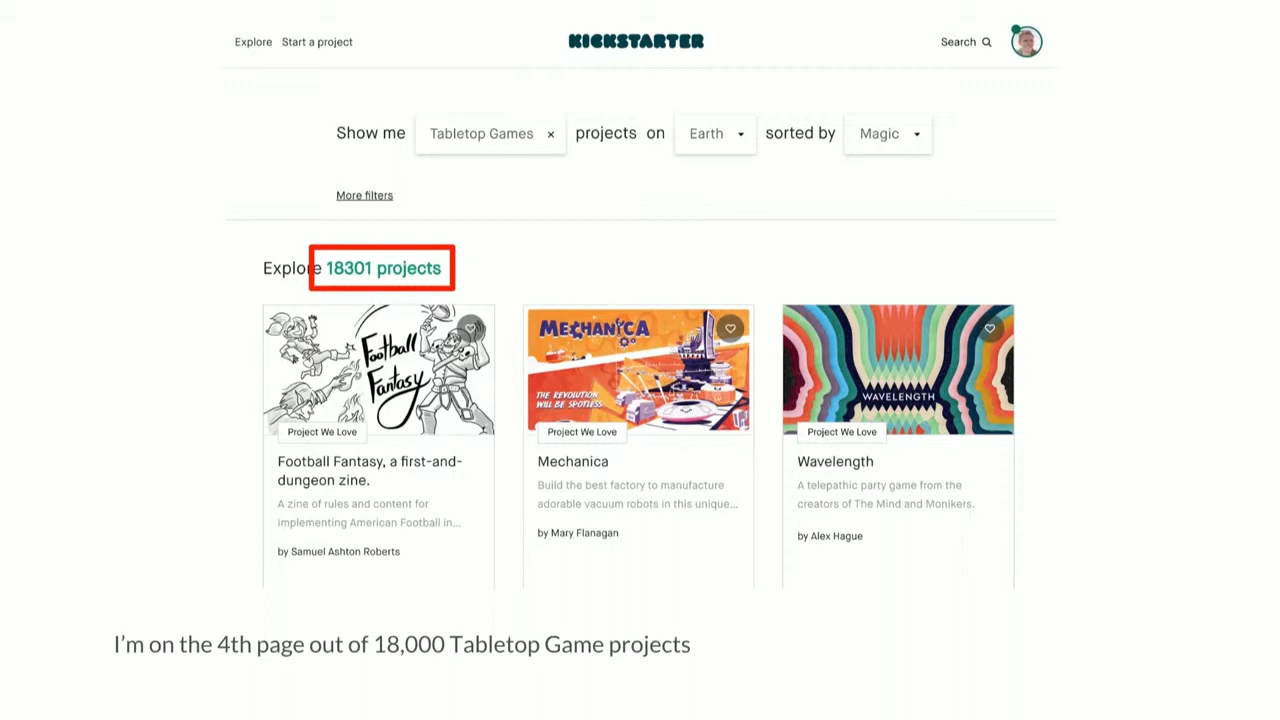 Explore Start a project KICKSTARTER Search
Show me Tabletop Games × projects on Earth sorted by Magic
More filters
Explore 18301 projects
Football
Fantasy
Project We Love
Football Fantasy, a first-and-
dungeon zine.
A zine of rules and content for
implementing American Football in...
by Samuel Ashton Roberts
MECHANICA
THE REVOLUTION
WILL BE SPOTLESS
Project We Love
Mechanica
Build the best factory to manufacture
adorable vacuum robots in this unique...
by Mary Flanagan
WAVELENGTH
Project We Love
Wavelength
A telepathic party game from the
creators of The Mind and Monikers.
by Alex Hague
I'm on the 4th page out of 18,000 Tabletop Game projects